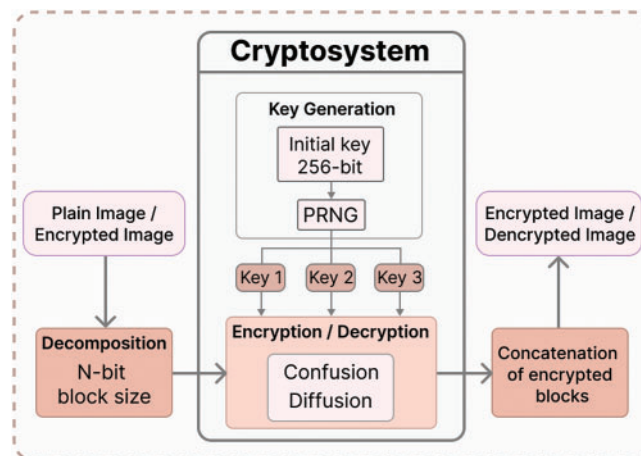 Cryptosystem
Key Generation
Initial key
256-bit
PRNG
Plain Image /
Encrypted Image
Encrypted Image /
Dencrypted Image
Key 1
Key 2
Key 3
Decomposition
N-bit
block size
Encryption / Decryption
Confusion
Diffusion
Concatenation
of encrypted
blocks